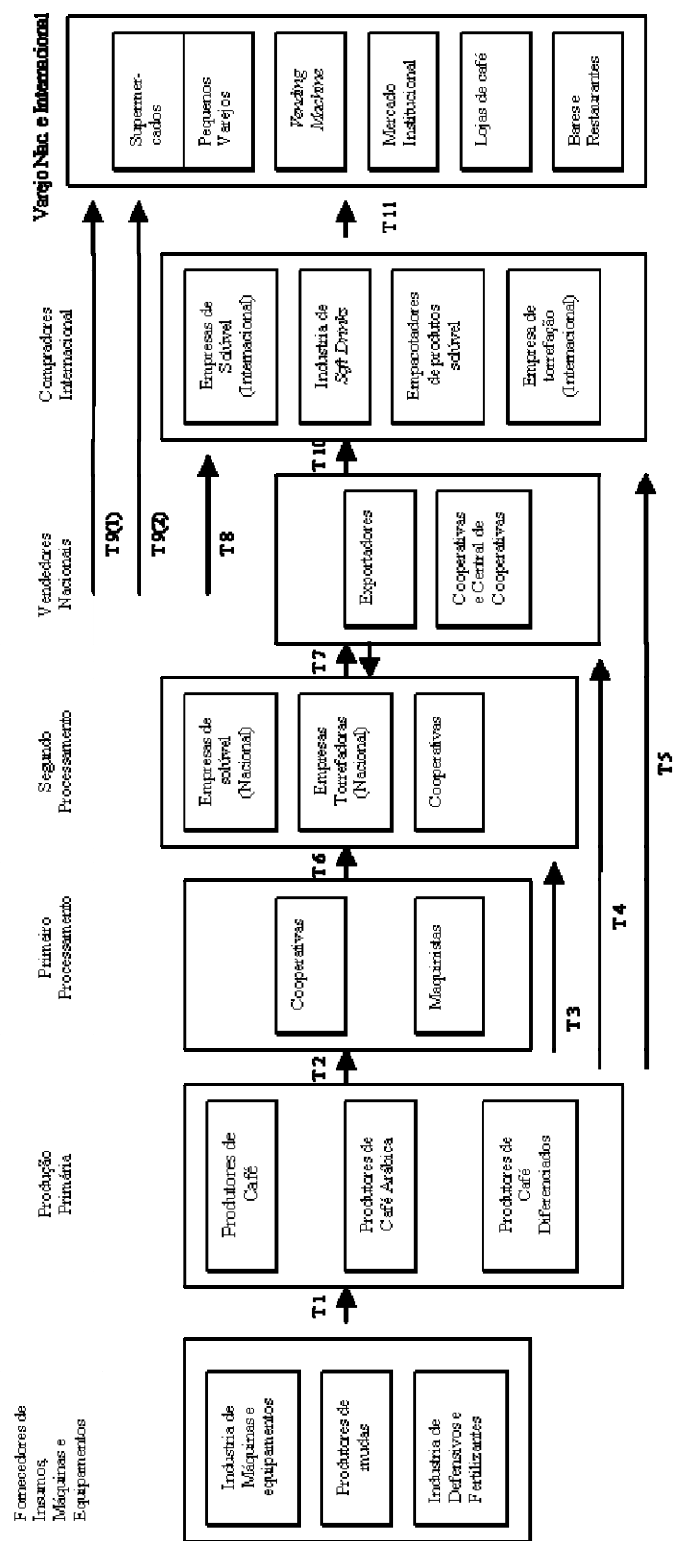 Fornecedores de
Insumos,
Máquinas e
Equipamentos
Industria de
Máquinas e
equipamentos
Produtores de
mudas
Industria de
Defensivos e
Fertilizantes
T1
Produção
Primária
Produtores de
Café
Produtores de
Café Arábica
Produtores de
Café
Diferenciados
T2
T3
T4
T5
Primeiro
Processamento
Cooperativas
Maquinistas
T6
Segundo
Processamento
Empresas de
solúvel
(Nacional)
Empresas
Torrefadoras
(Nacional)
Cooperativas
T7
Vendedores
Nacionais
T9(1)
T9(2)
T8
Exportadores
Cooperativas
e Central de
Cooperativas
T10
Compradores
Internacional
Empresas de
Solúvel
(Internacional)
Industria de
Soft Drinks
Empacotadores
de produtos
solúvel
Empresa de
torrefação
(Internacional)
T11
Varejo Nac. e Internacional
Supermer-
cados
Pequenos
Varejos
Vending
Machine
Mercado
Institucional
Lojas de café
Bares e
Restaurantes